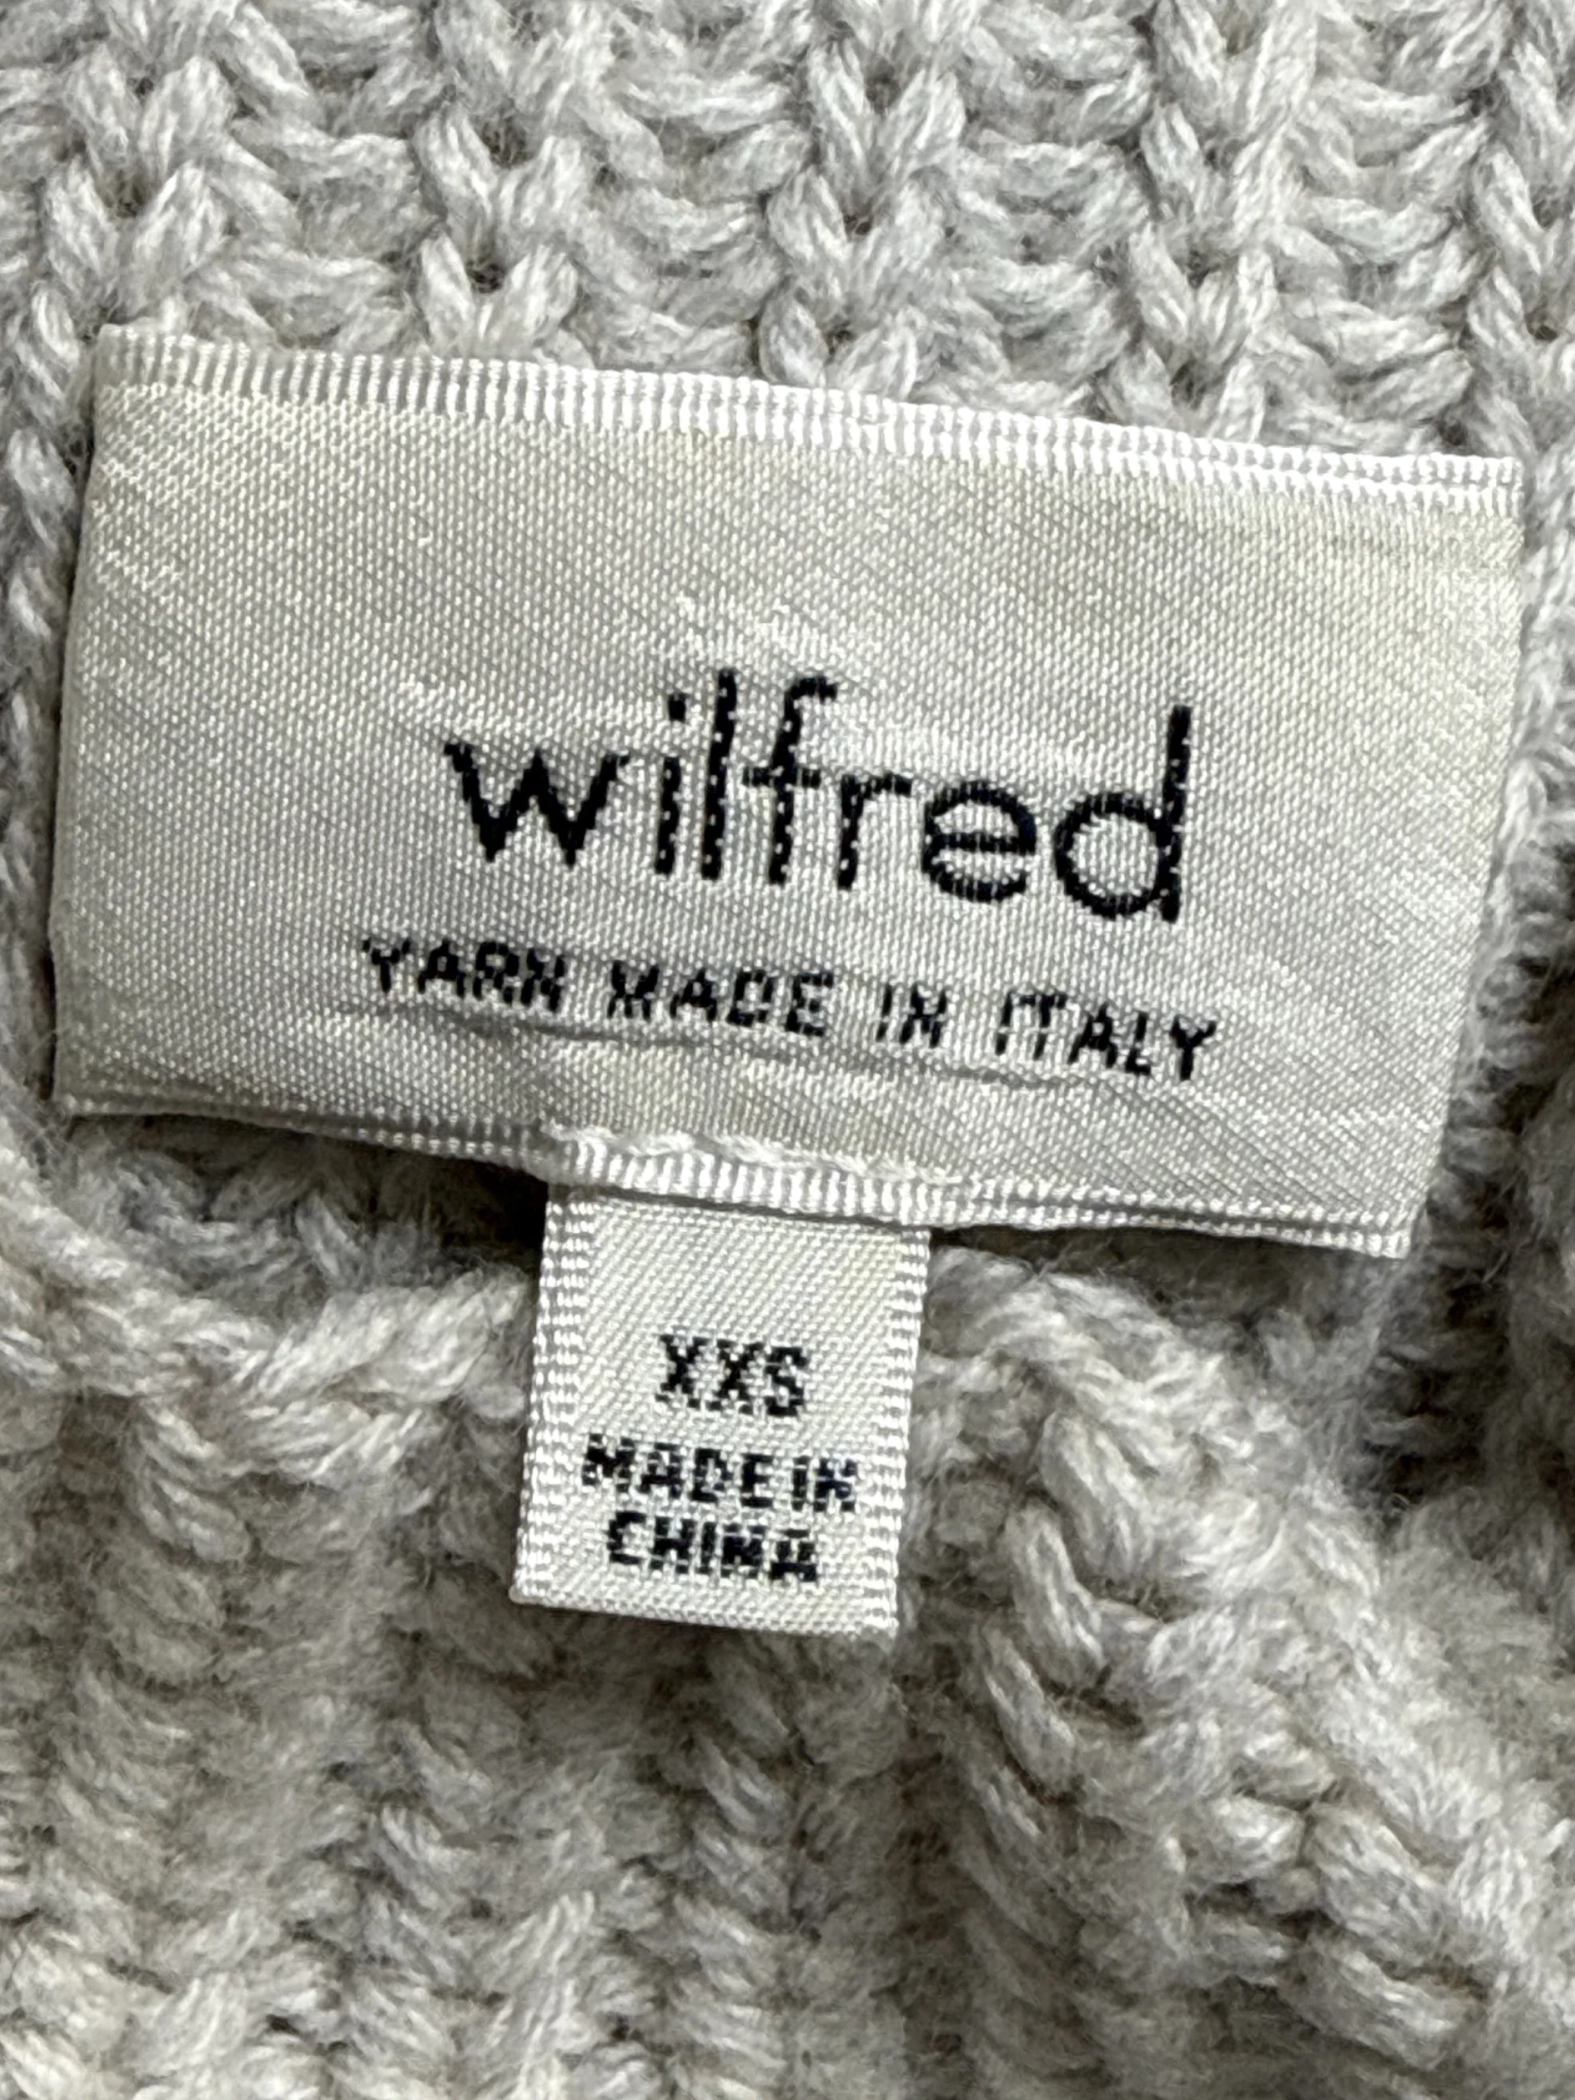 wilfred
YARN MADE IN ITALY
XXS
MADE IN
CHINA